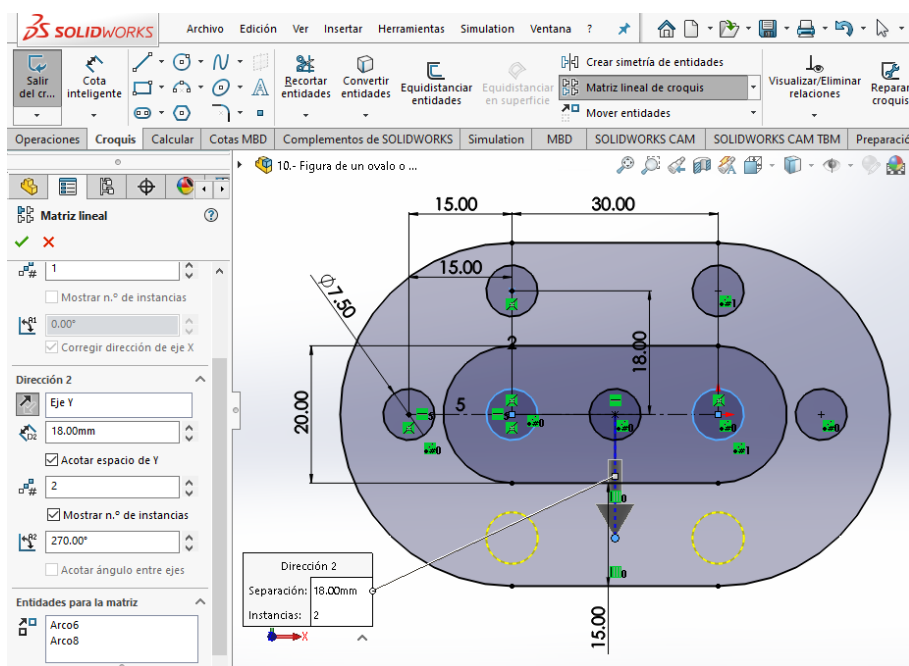 SOLIDWORKS
Archivo Edición Ver Insertar Herramientas Simulation Ventana ?
Salir del cr...
Cota inteligente
Recortar entidades
Convertir entidades
Equidistanciar entidades
Equidistanciar en superficie
Crear simetría de entidades
Matriz lineal de croquis
Mover entidades
Visualizar/Eliminar relaciones
Reparar croquis
Operaciones Croquis Calcular Cotas MBD Complementos de SOLIDWORKS Simulation MBD SOLIDWORKS CAM SOLIDWORKS CAM TBM Preparació
10.- Figura de un ovalo o ...
Matriz lineal
1
Mostrar n.º de instancias
0.00°
Corregir dirección de eje X
Dirección 2
Eje Y
18.00mm
Acotar espacio de Y
2
Mostrar n.º de instancias
270.00°
Acotar ángulo entre ejes
Entidades para la matriz
Arco6
Arco8
15.00
30.00
15.00
Ø7.50
18.00
2
20.00
5
15.00
Dirección 2
Separación: 18.00mm
Instancias: 2
X